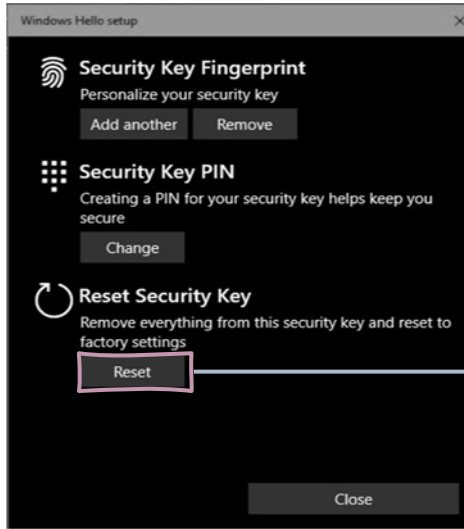 Windows Hello setup
Security Key Fingerprint
Personalize your security key
Add another Remove
Security Key PIN
Creating a PIN for your security key helps keep you
secure
Change
Reset Security Key
Remove everything from this security key and reset to
factory settings
Reset
Close